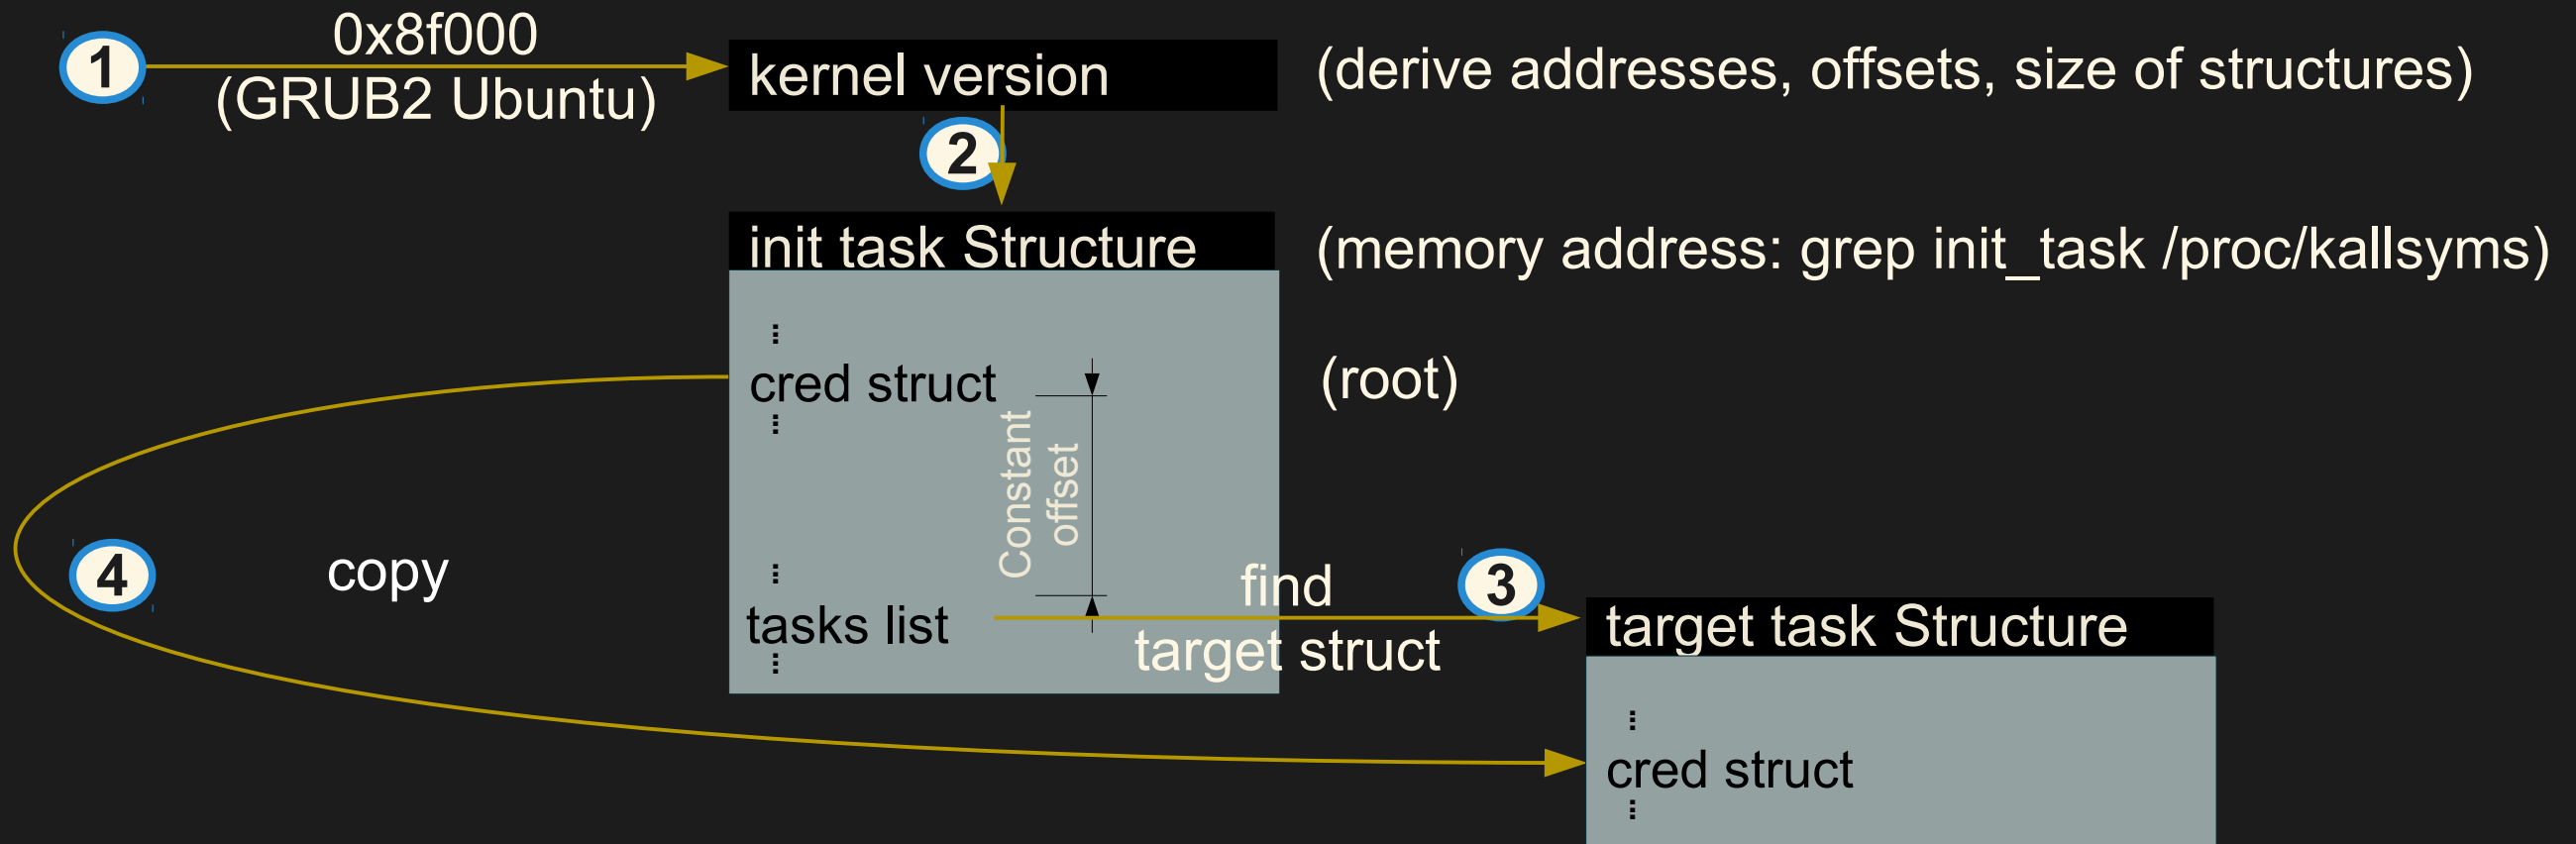 1
0x8f000
(GRUB2 Ubuntu)
kernel version
(derive addresses, offsets, size of structures)
2
init task Structure
(memory address: grep init_task /proc/kallsyms)
⋮
cred struct
(root)
⋮
Constant
offset
⋮
tasks list
⋮
find
target struct
3
target task Structure
4
copy
⋮
cred struct
⋮